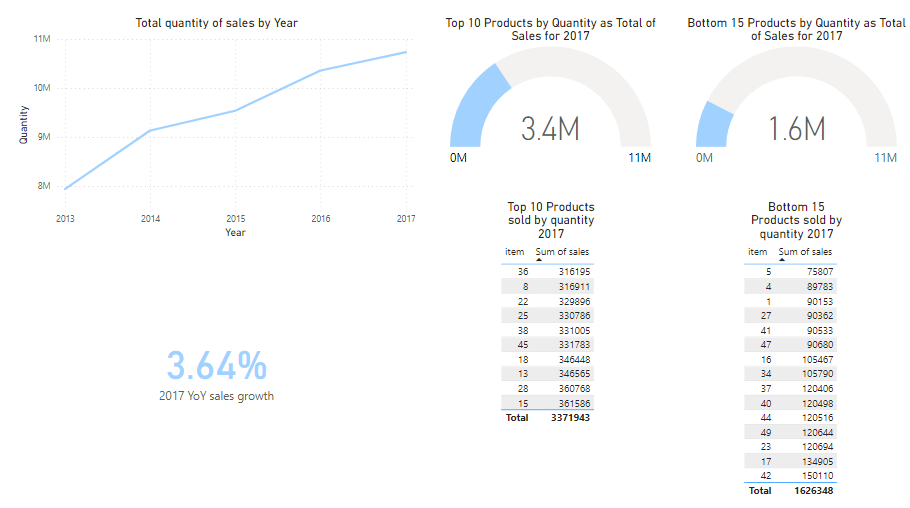 Total quantity of sales by Year
11M
10M
9M
8M
Quantity
2013 2014 2015 2016 2017
Year
Top 10 Products by Quantity as Total of
Sales for 2017
3.4M
0M 11M
Bottom 15 Products by Quantity as Total
of Sales for 2017
1.6M
0M 11M
3.64%
2017 YoY sales growth
Top 10 Products
sold by quantity
2017
item Sum of sales
36 316195
8 316911
22 329896
25 330786
38 331005
45 331783
18 346448
13 346565
28 360768
15 361586
Total 3371943
Bottom 15
Products sold by
quantity 2017
item Sum of sales
5 75807
4 89783
1 90153
27 90362
41 90533
47 90680
16 105467
34 105790
37 120406
40 120498
44 120516
49 120644
23 120694
17 134905
42 150110
Total 1626348